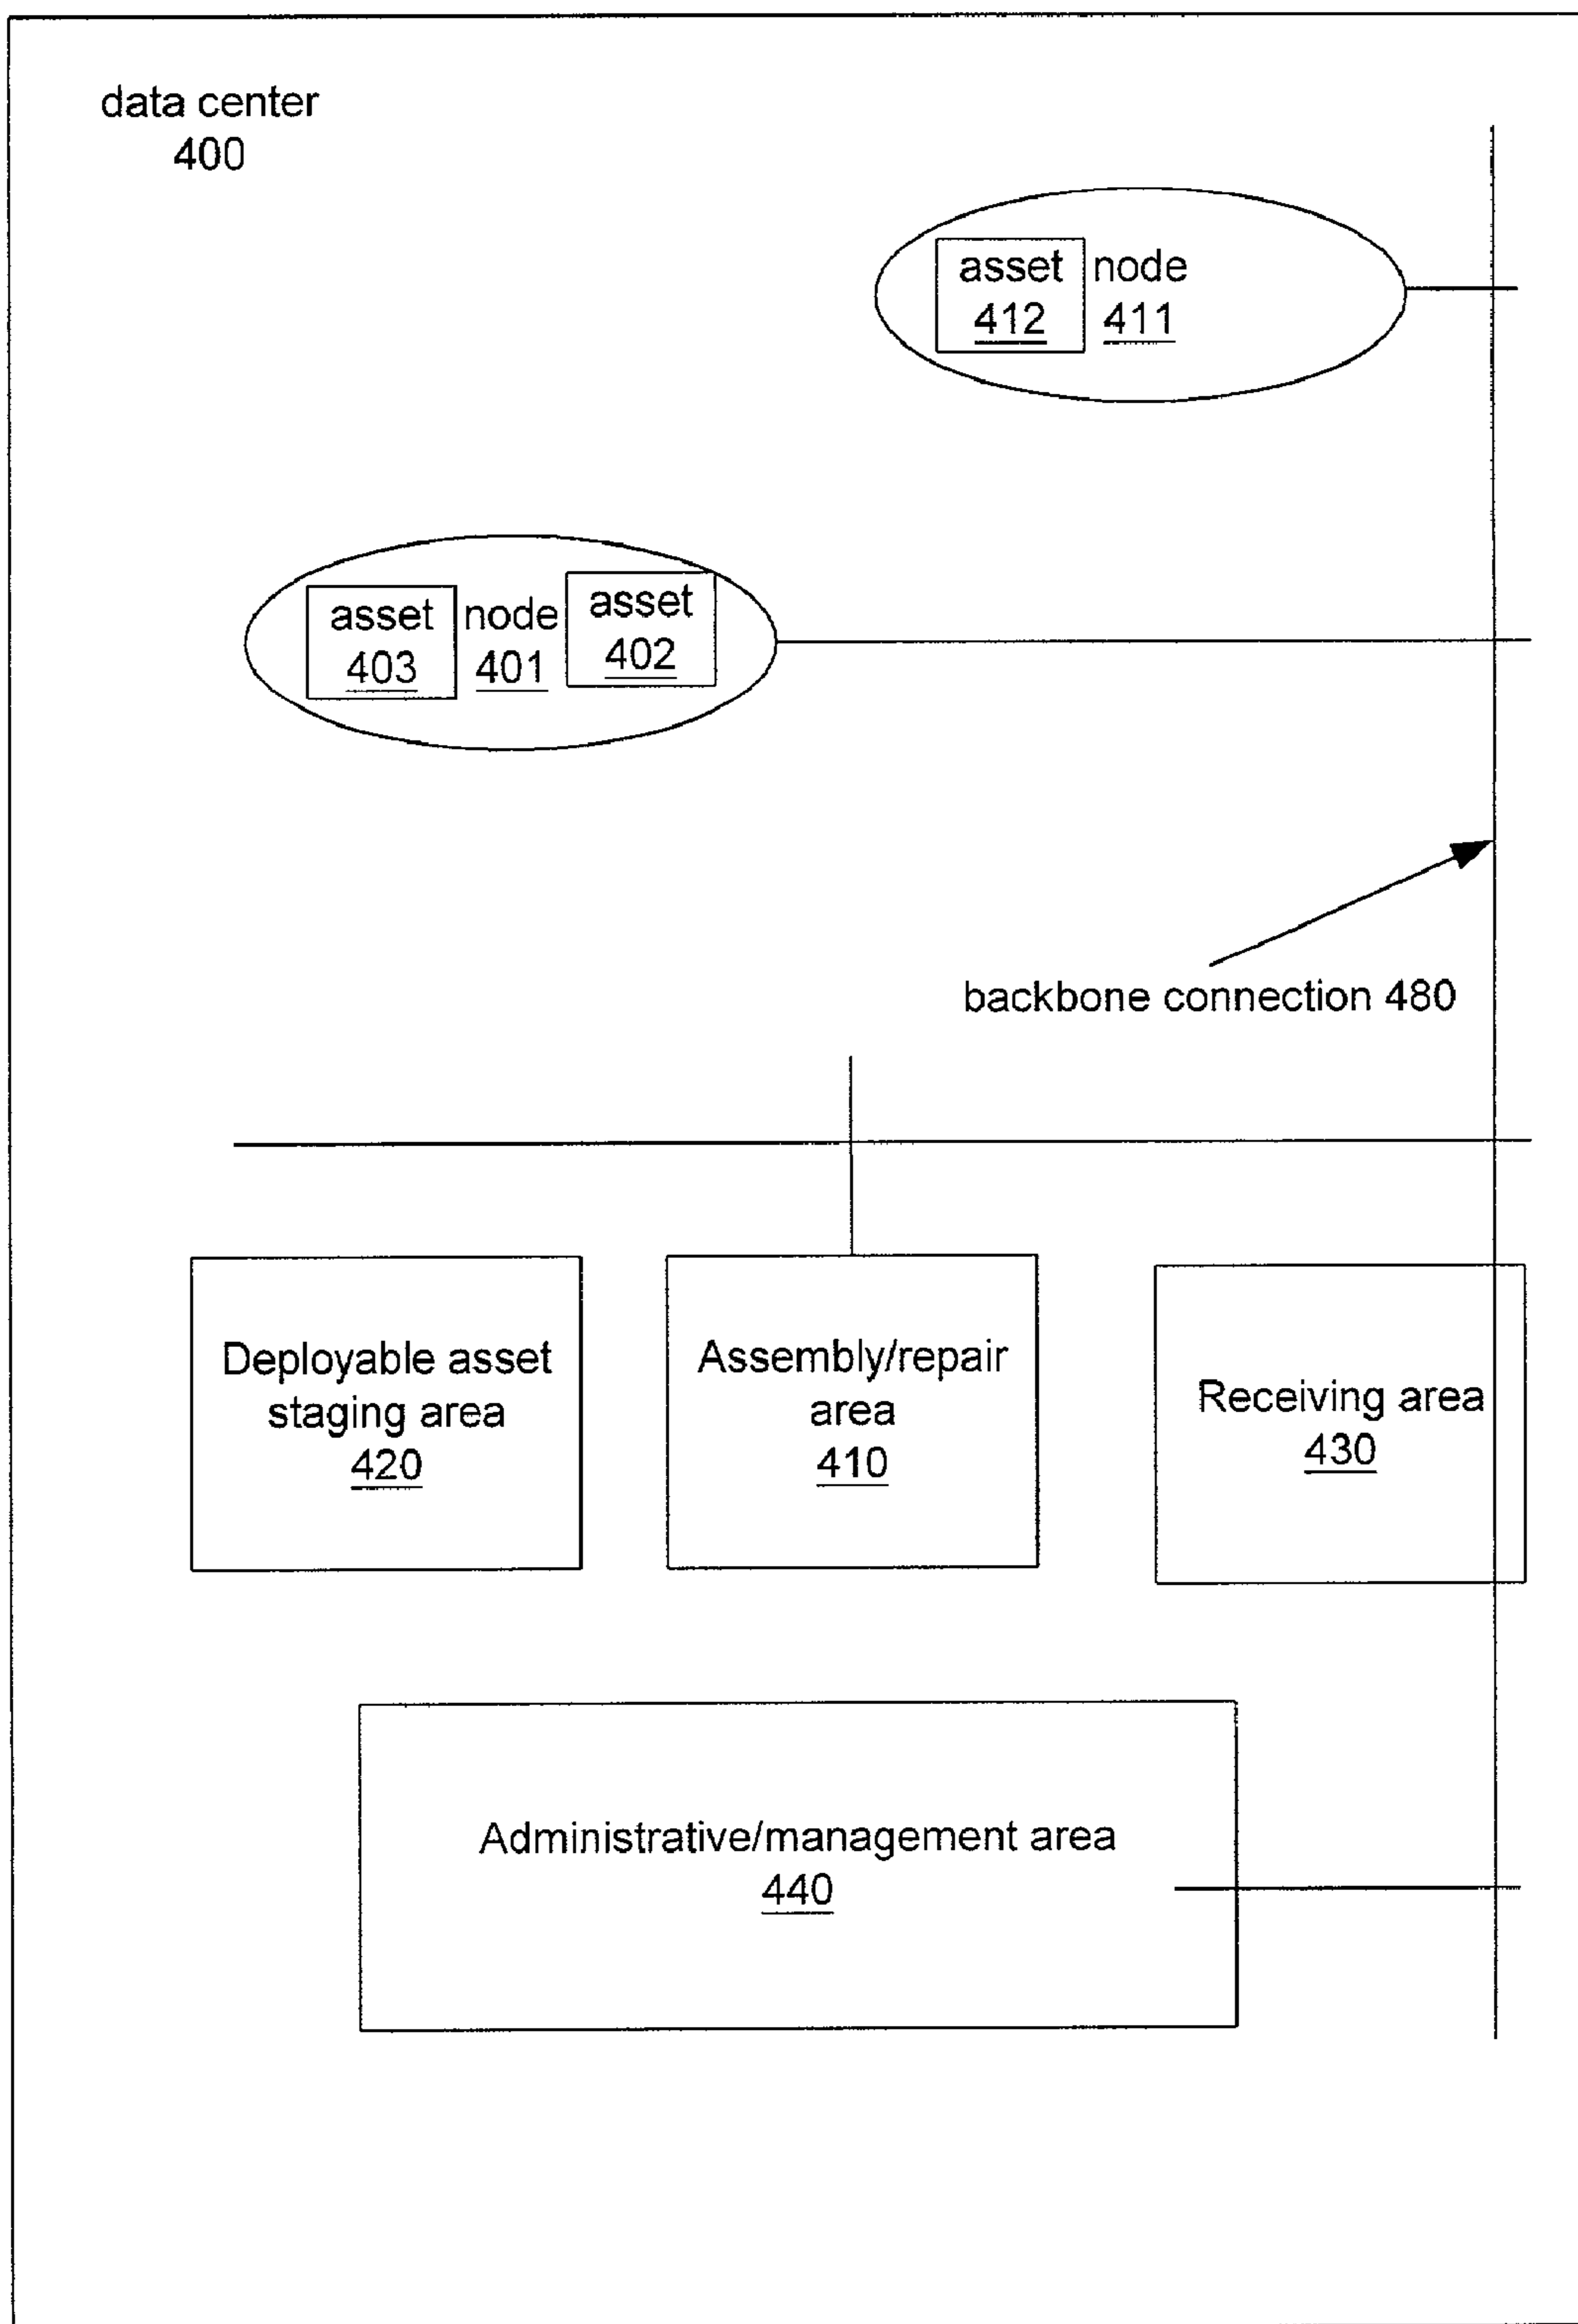 data center
400
asset
412
node
411
asset
403
node
401
asset
402
backbone connection 480
Deployable asset
staging area
420
Assembly/repair
area
410
Receiving area
430
Administrative/management area
440